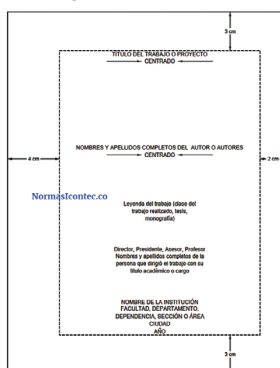 3 cm
TÍTULO DEL TRABAJO O PROYECTO
CENTRADO
NOMBRES Y APELLIDOS COMPLETOS DEL AUTOR O AUTORES
CENTRADO
4 cm
2 cm
NormasIcontec.co
Leyenda del trabajo (clase del
trabajo realizado, tesis,
monografía)
Director, Presidente, Asesor, Profesor
Nombres y apellidos completos de la
persona que dirigió el trabajo con su
título académico o cargo
NOMBRE DE LA INSTITUCIÓN
FACULTAD, DEPARTAMENTO,
DEPENDENCIA, SECCIÓN O ÁREA
CIUDAD
AÑO
3 cm